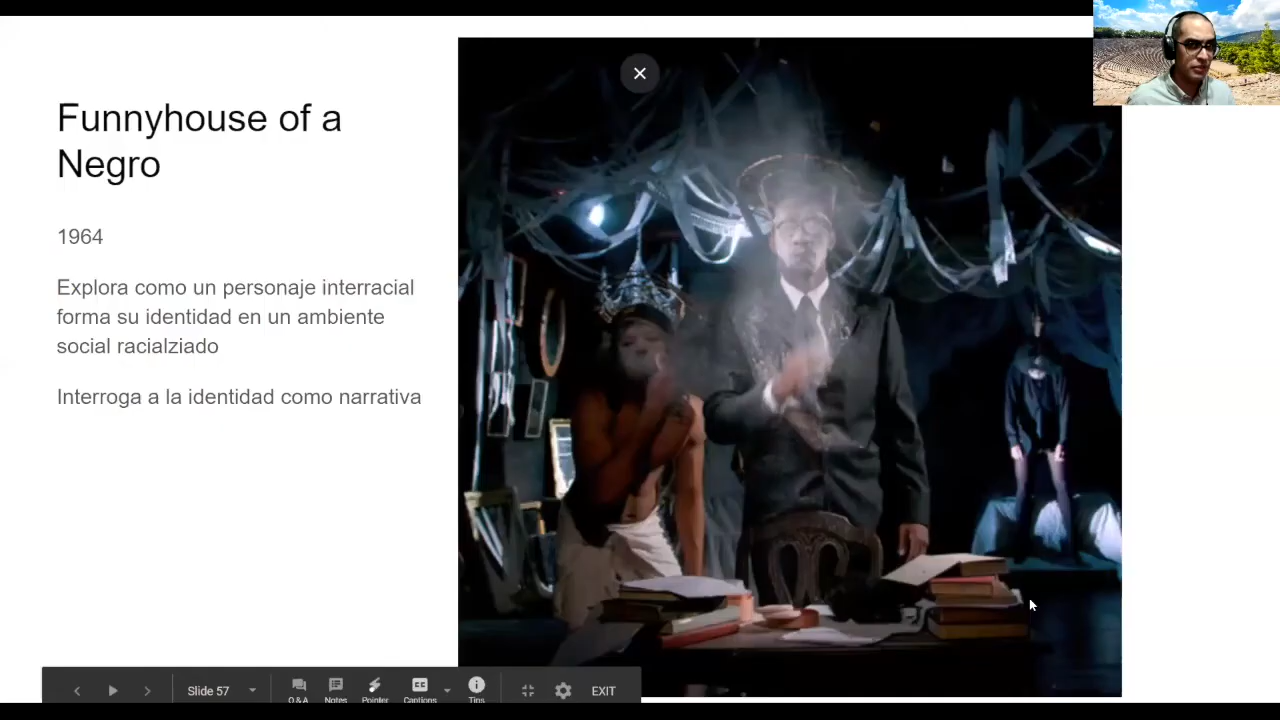 Funnyhouse of a
Negro
1964
Explora como un personaje interracial
forma su identidad en un ambiente
social racialziado
Interroga a la identidad como narrativa
Slide 57
Q & A
Notes
Pointer
CC
Captions
Tips
EXIT